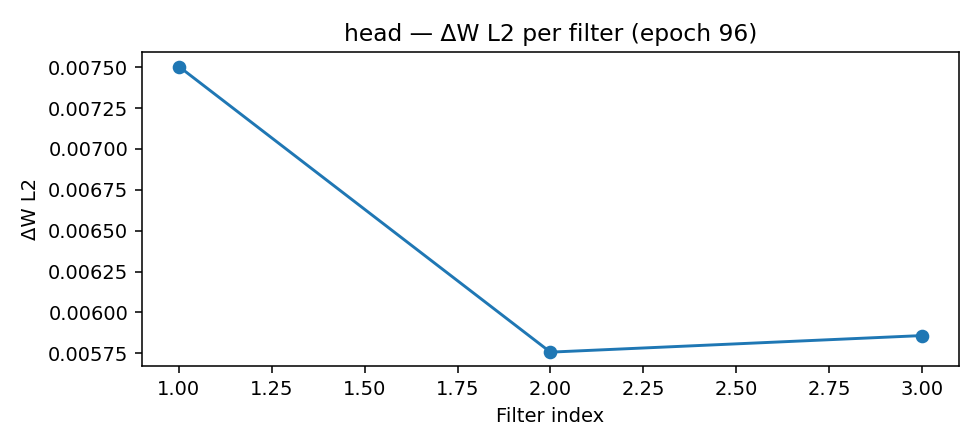 head — ΔW L2 per filter (epoch 96)
0.00750
0.00725
0.00700
0.00675
0.00650
0.00625
0.00600
0.00575
ΔW L2
1.00 1.25 1.50 1.75 2.00 2.25 2.50 2.75 3.00
Filter index